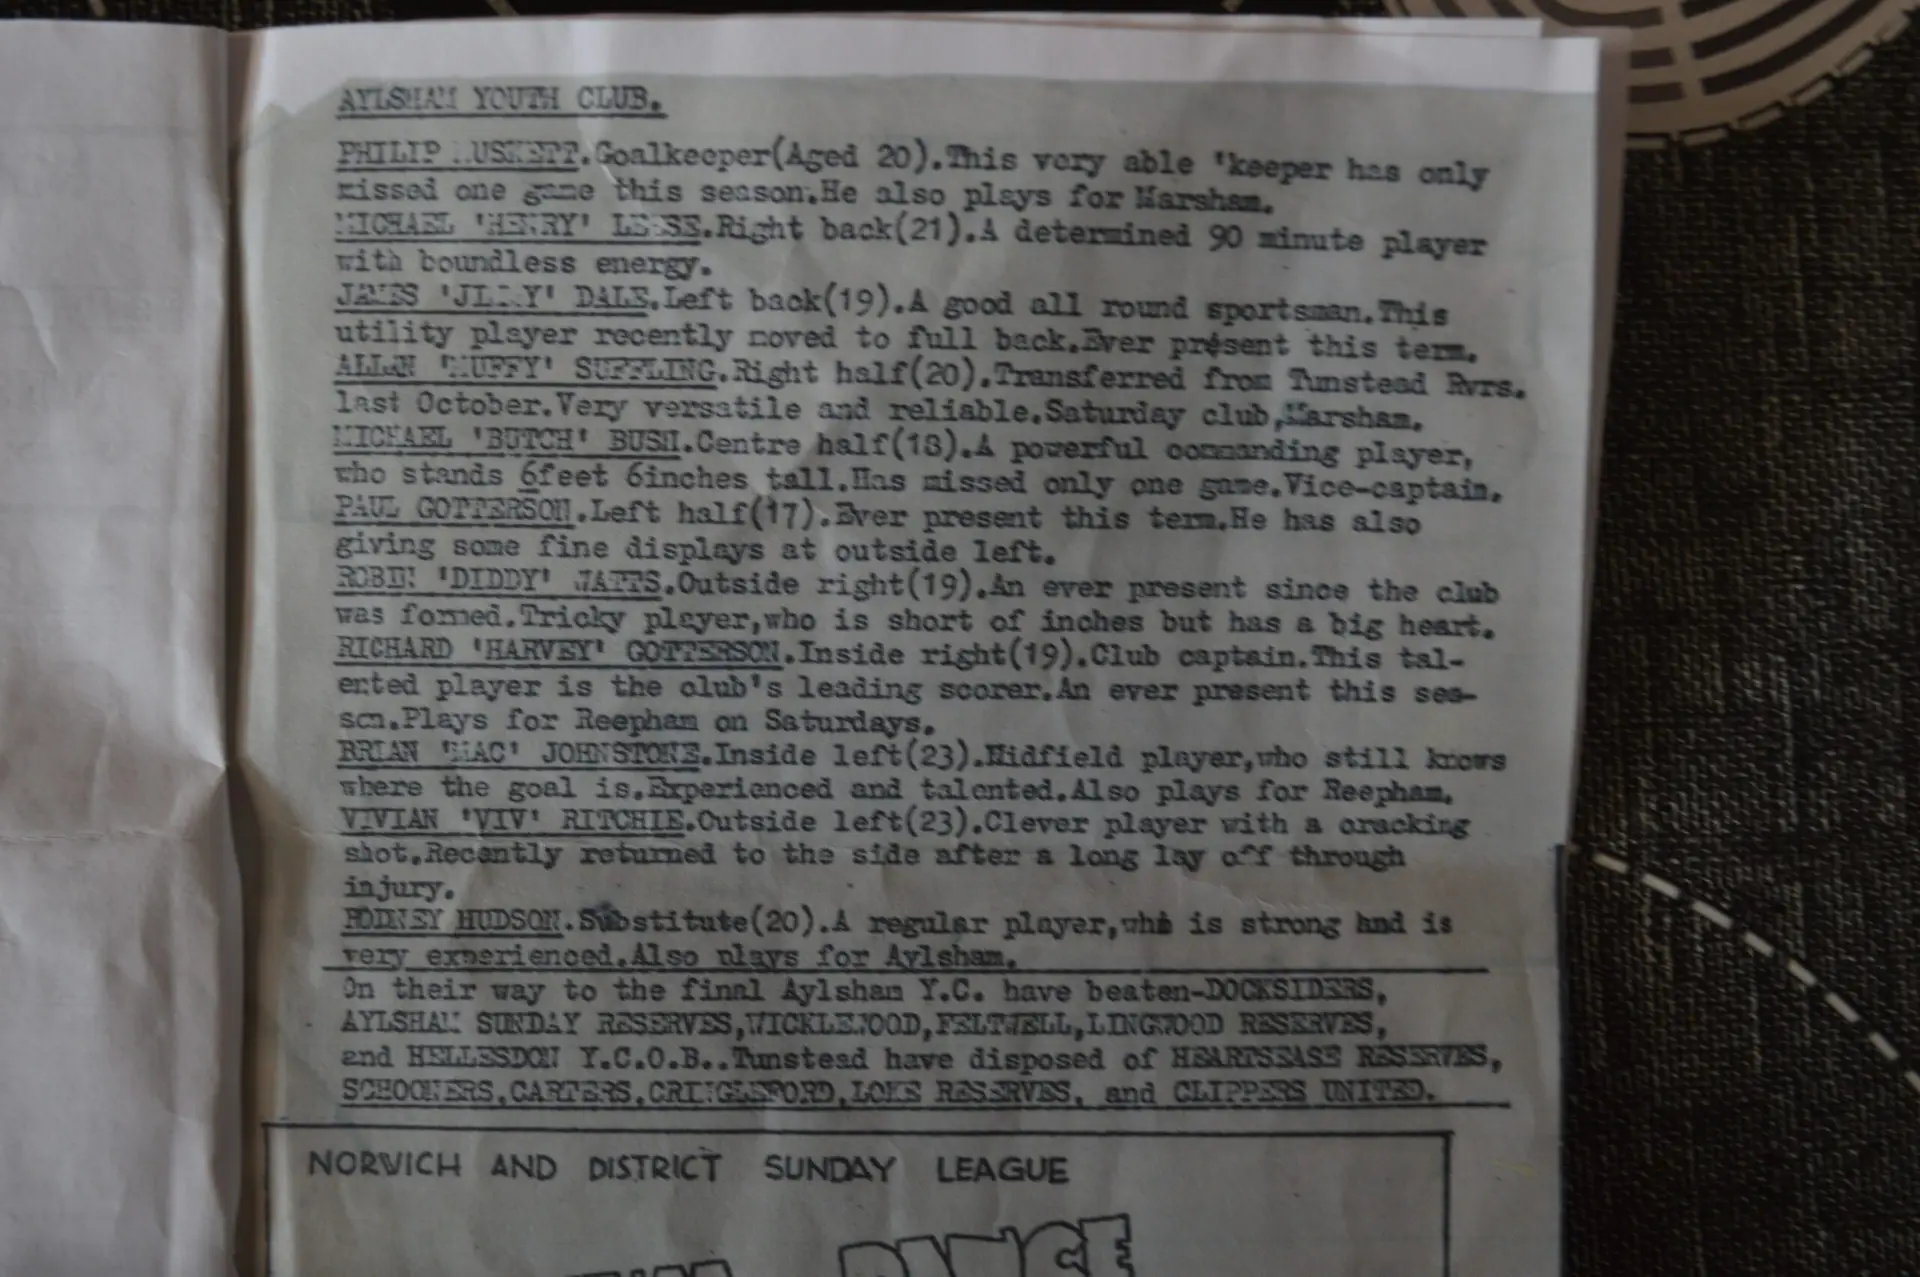 AYLSHAM YOUTH CLUB.
PHILIP .Goalkeeper(Aged 20).This very able 'keeper has only
missed one game this season.He also plays for Marsham.
MICHAEL 'HENRY' LEESE.Right back(21).A determined 90 minute player
with boundless energy.
JAMES 'JIMMY' DALE.Left back(19).A good all round sportsman.This
utility player recently moved to full back.Ever présent this term.
ALLAN SUFFLING.Right half(20).Transferred from Tunstead Rvrs.
last October.Very versatile and reliable.Saturday club,Marsham.
MICHAEL 'BUTCH' BUSH.Centre half(18).A powerful commanding player,
who stands 6feet 6inches tall.Has missed only one game.Vice-captain.
PAUL GOTTERSON.Left half(17).Ever present this term.He has also
giving some fine displays at outside left.
ROBIN 'DIDDY' WATTS.Outside right(19).An ever present since the club
was formed.Tricky player,who is short of inches but has a big heart.
RICHARD 'HARVEY' GOTTERSON.Inside right(19).Club captain.This tal-
ented player is the club's leading scorer.An ever present this sea-
son.Plays for Reepham on Saturdays.
BRIAN 'MAC' JOHNSTONE.Inside left(23).Midfield player,who still knows
where the goal is.Experienced and talented.Also plays for Reepham.
VIVIAN 'VIV' RITCHIE.Outside left(23).Clever player with a cracking
shot.Recently returned to the side after a long lay off through
injury.
RODNEY HUDSON.Substitute(20).A regular player,who is strong and is
very experienced.Also plays for Aylsham.
On their way to the final Aylsham Y.C. have beaten-DOCKSIDERS,
AYLSHAM SUNDAY RESERVES,WICKLEWOOD,FELTWELL,LINGWOOD RESERVES,
and HELLESDON Y.C.O.B..Tunstead have disposed of HEARTSEASE RESERVES,
SCHOONERS,CARTERS,CRINGLEFORD,LOKE RESERVES, and CLIPPERS UNITED.
NORWICH AND DISTRICT SUNDAY LEAGUE
DANCE